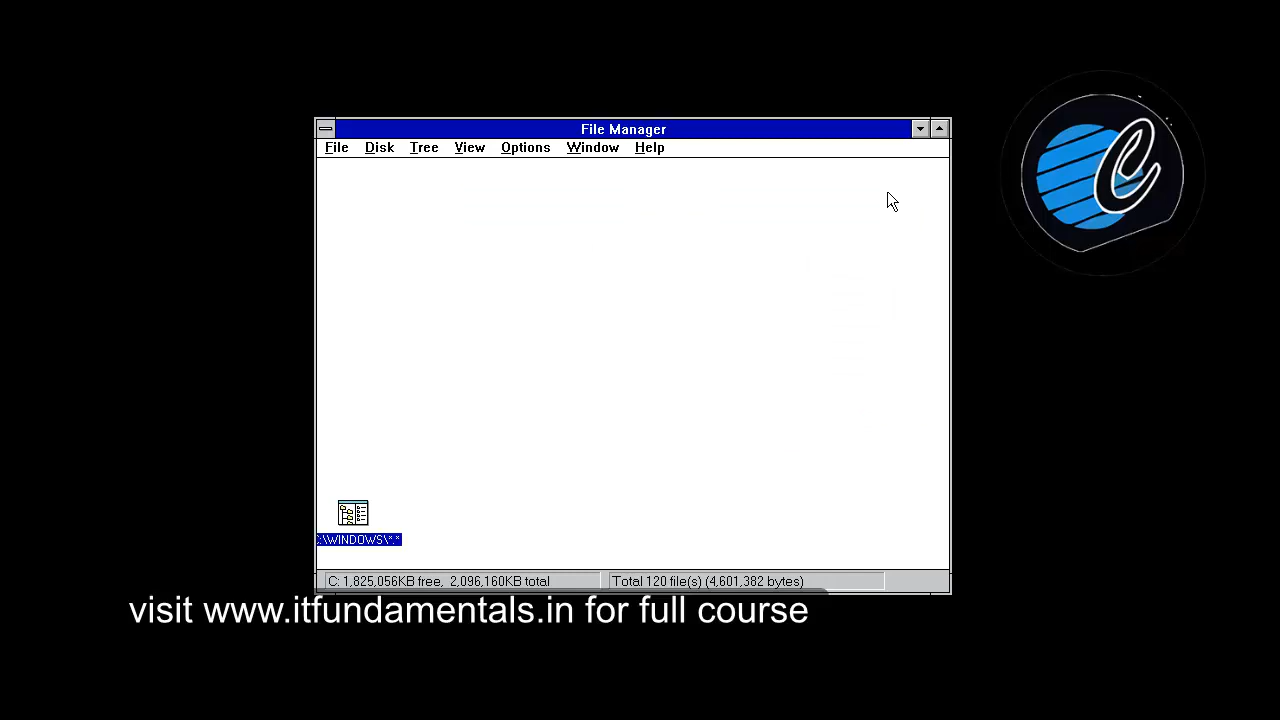 File Manager
File Disk Tree View Options Window Help
C:\WINDOWS\*.*
C: 1,825,056KB free, 2,096,160KB total Total 120 file(s) (4,601,382 bytes)
visit www.itfundamentals.in for full course
C